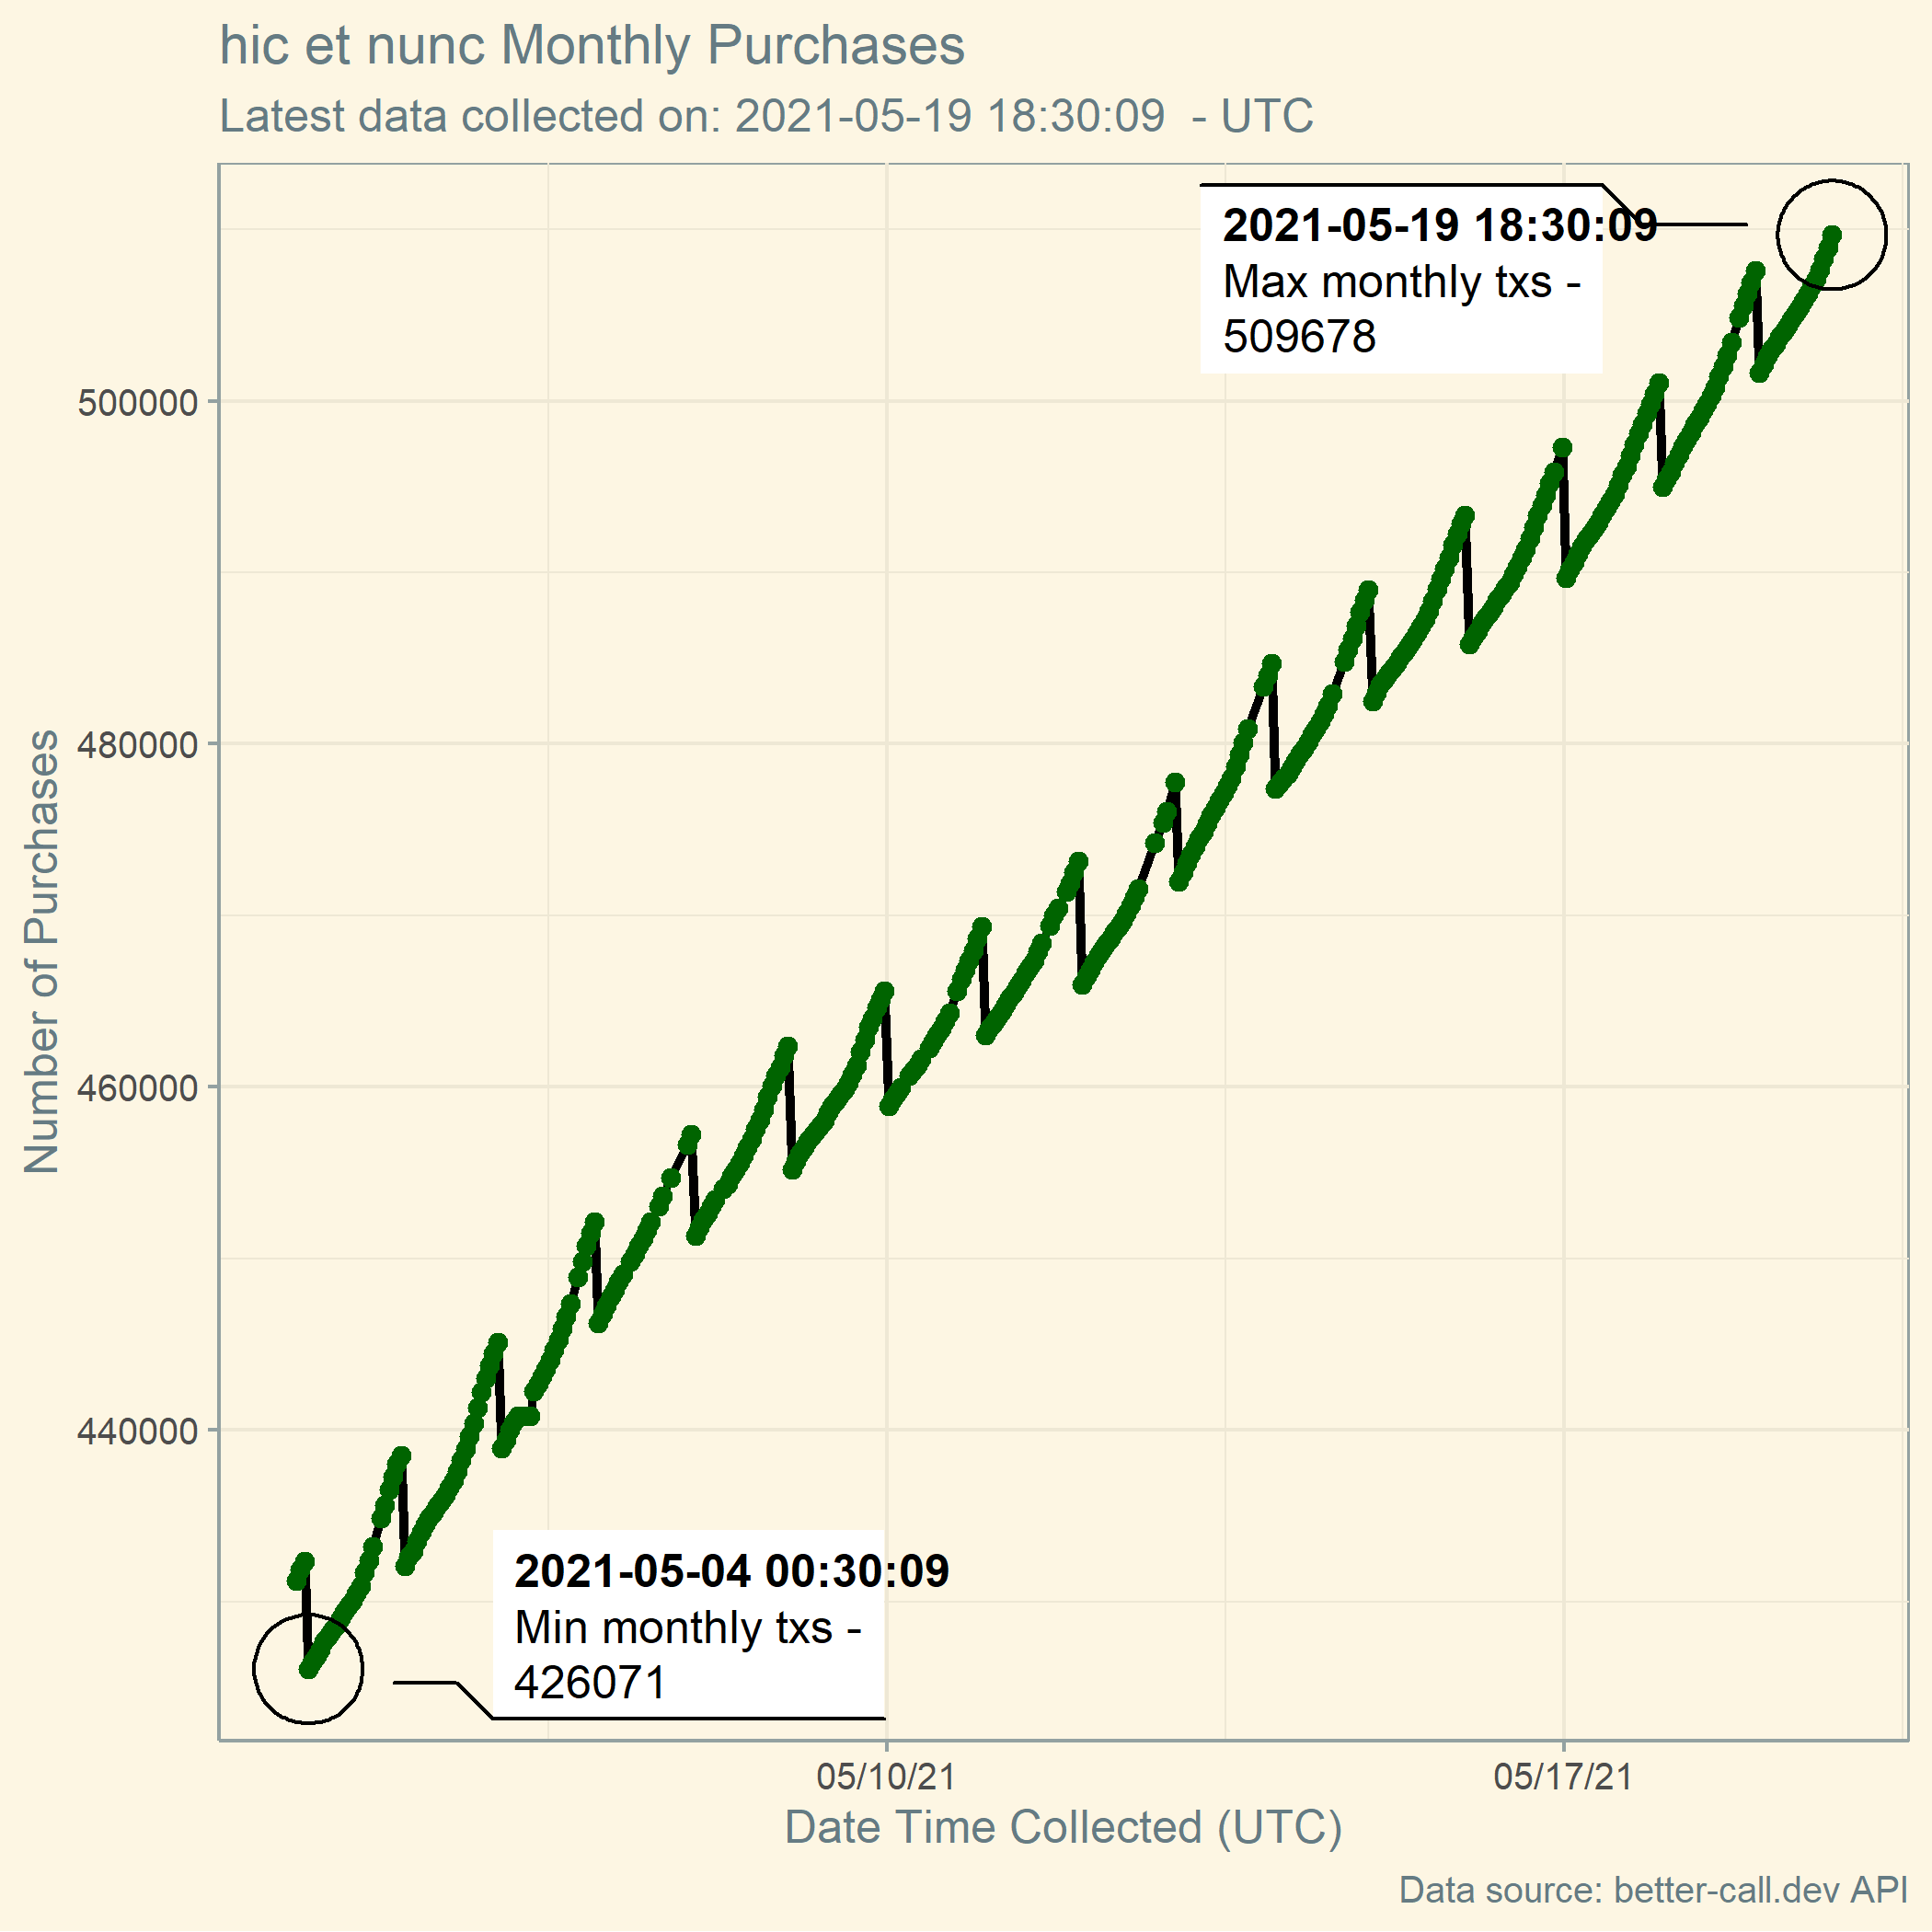 hic et nunc Monthly Purchases
Latest data collected on: 2021-05-19 18:30:09  - UTC
2021-05-19 18:30:09
Max monthly txs -
509678
500000
480000
460000
440000
Number of Purchases
2021-05-04 00:30:09
Min monthly txs -
426071
05/10/21
05/17/21
Date Time Collected (UTC)
Data source: better-call.dev API